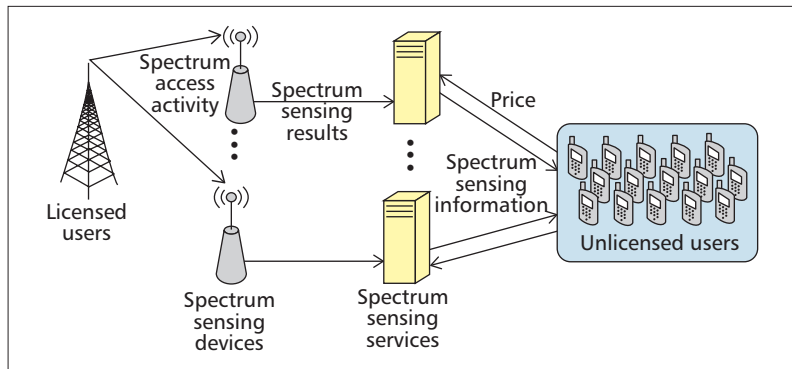 Spectrum
access
activity
Spectrum
sensing
results
Price
Licensed
users
Spectrum
sensing
information
Unlicensed users
Spectrum
sensing
devices
Spectrum
sensing
services